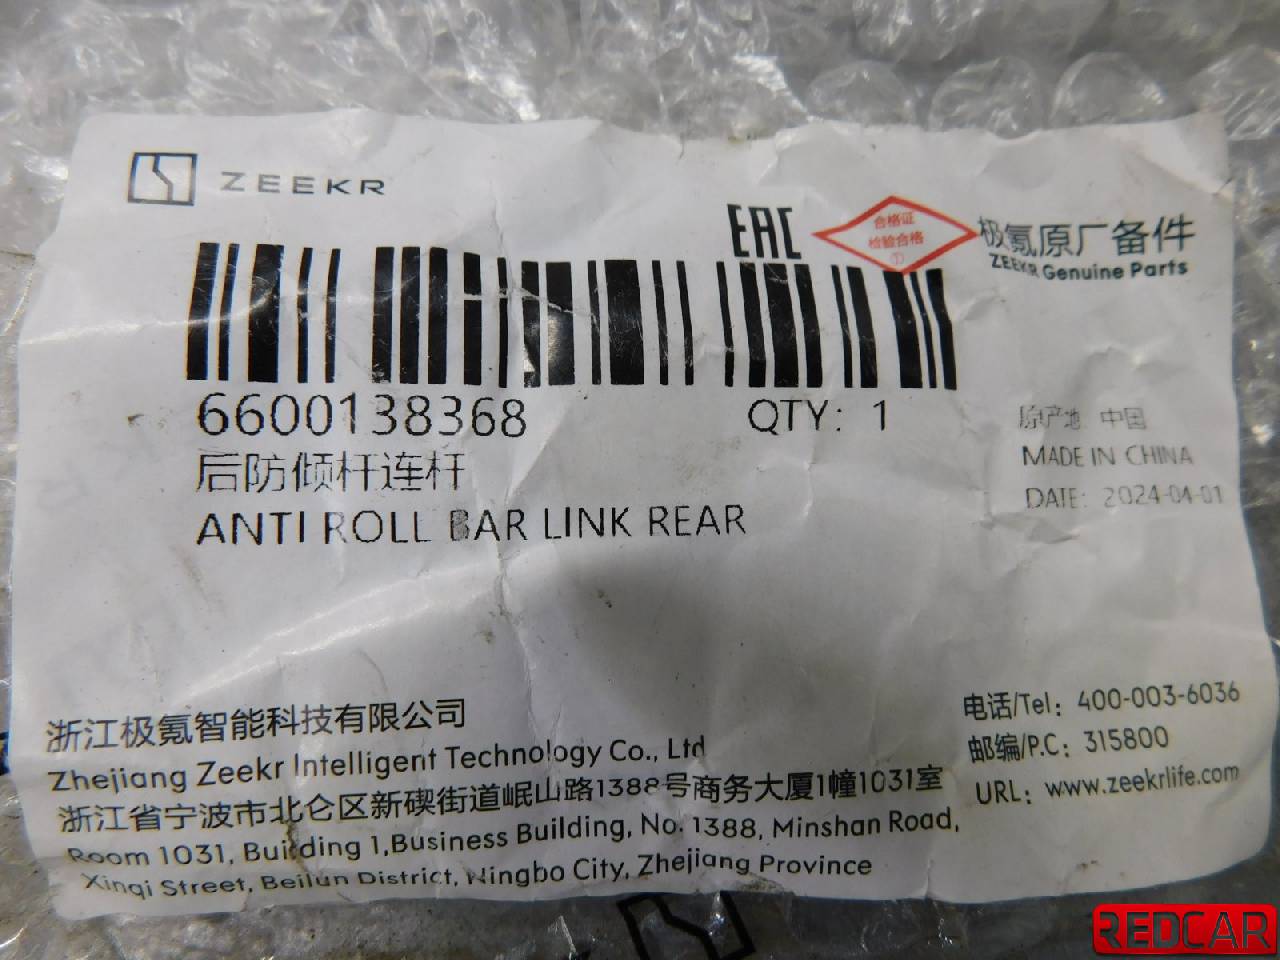 ZEEKR
EAC
合格证
检验合格
①
极氪原厂备件
ZEEKR Genuine Parts
6600138368
QTY: 1
后防倾杆连杆
ANTI ROLL BAR LINK REAR
原产地 中国
MADE IN CHINA
DATE: 2024-04-01
浙江极氪智能科技有限公司
Zhejiang Zeekr Intelligent Technology Co., Ltd
浙江省宁波市北仑区新碶街道岷山路1388号商务大厦1幢1031室
Room 1031, Building 1,Business Building, No. 1388, Minshan Road,
Xinqi Street, Beilun District, Ningbo City, Zhejiang Province
电话/Tel: 400-003-6036
邮编/P.C: 315800
URL: www.zeekrlife.com
REDCAR